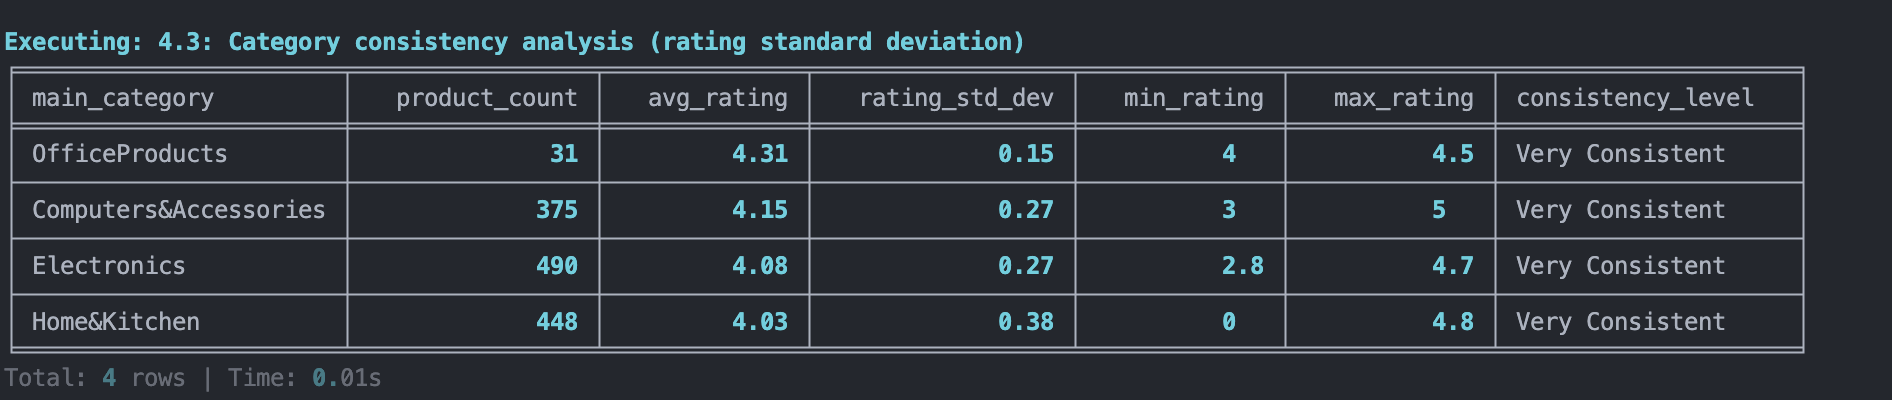 Executing: 4.3: Category consistency analysis (rating standard deviation)
main_category product_count avg_rating rating_std_dev min_rating max_rating consistency_level
OfficeProducts 31 4.31 0.15 4 4.5 Very Consistent
Computers&Accessories 375 4.15 0.27 3 5 Very Consistent
Electronics 490 4.08 0.27 2.8 4.7 Very Consistent
Home&Kitchen 448 4.03 0.38 0 4.8 Very Consistent
Total: 4 rows | Time: 0.01s